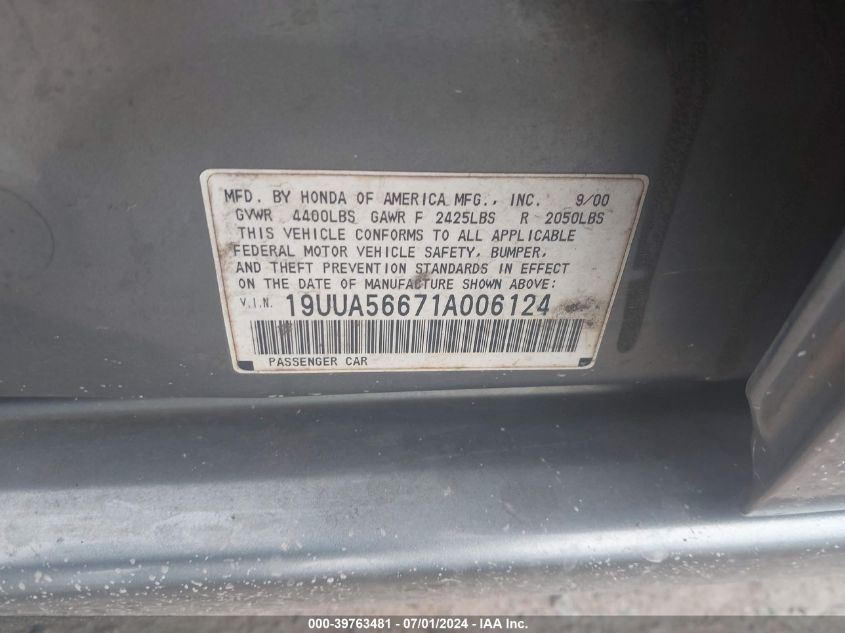 MFD. BY HONDA OF AMERICA MFG., INC. 9/00
GVWR 4400LBS GAWR F 2425LBS R 2050LBS
THIS VEHICLE CONFORMS TO ALL APPLICABLE
FEDERAL MOTOR VEHICLE SAFETY, BUMPER,
AND THEFT PREVENTION STANDARDS IN EFFECT
ON THE DATE OF MANUFACTURE SHOWN ABOVE:
V.I.N. 19UUA56671A006124
PASSENGER CAR
000-39763481 - 07/01/2024 - IAA Inc.